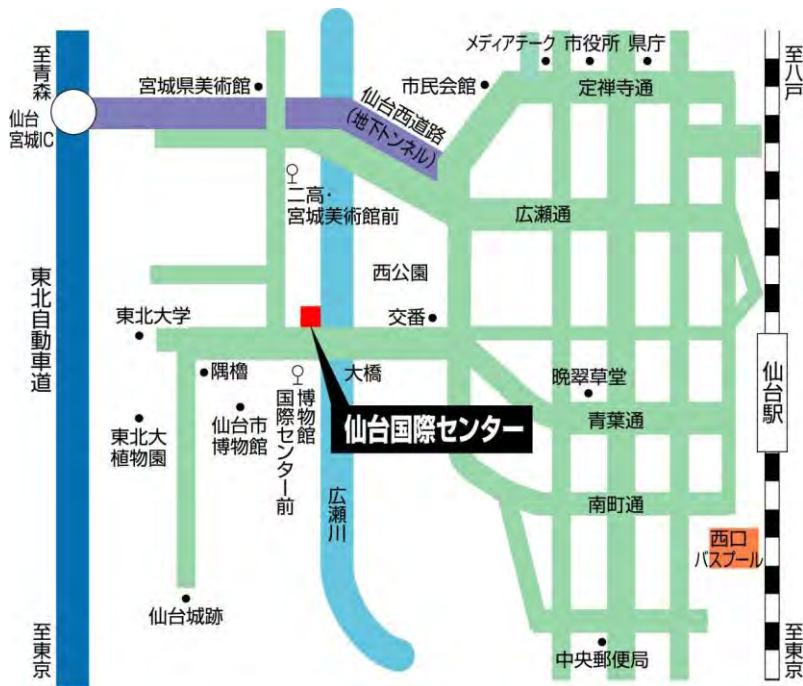 メディアテーク 市役所 県庁
至青森
宮城県美術館
市民会館
定禅寺通
至八戸
仙台
宮城IC
仙台西道路
(地下トンネル)
二高・
宮城美術館前
広瀬通
西公園
東北自動車道
東北大学
交番
隅櫓
大橋
晩翠草堂
仙台駅
東北大
植物園
仙台市
博物館
博物館
国際センター前
仙台国際センター
青葉通
広瀬川
南町通
西口
バスプール
仙台城跡
至東京
中央郵便局
至東京